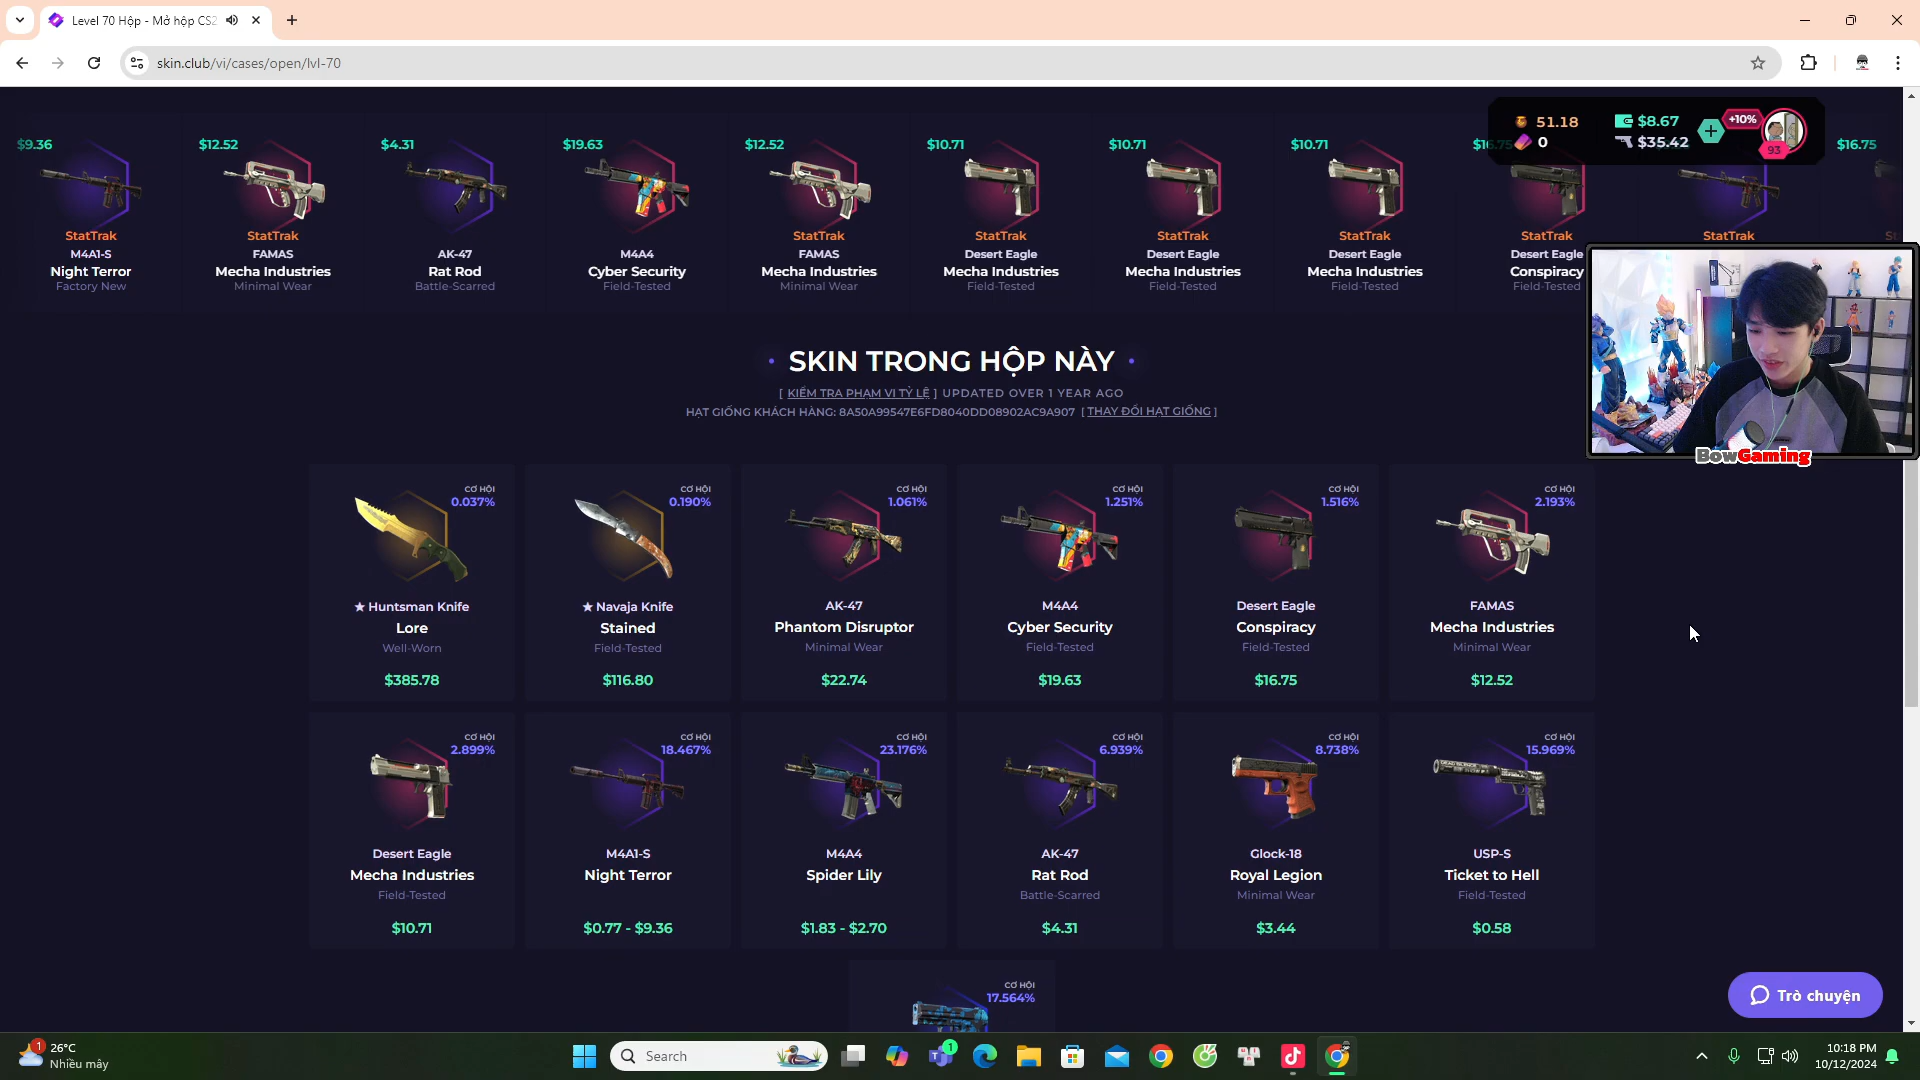 Level 70 Hộp - Mở hộp CS2
skin.club/vi/cases/open/lvl-70
51.18
$8.67
+10%
0
$35.42
93
$9.36
StatTrak
M4A1-S
Night Terror
Factory New
$12.52
StatTrak
FAMAS
Mecha Industries
Minimal Wear
$4.31
AK-47
Rat Rod
Battle-Scarred
$19.63
M4A4
Cyber Security
Field-Tested
$12.52
StatTrak
FAMAS
Mecha Industries
Minimal Wear
$10.71
StatTrak
Desert Eagle
Mecha Industries
Field-Tested
$10.71
StatTrak
Desert Eagle
Mecha Industries
Field-Tested
$10.71
StatTrak
Desert Eagle
Mecha Industries
Field-Tested
StatTrak
Desert Eagle
Conspiracy
Field-Tested
StatTrak
$16.75
BowGaming
SKIN TRONG HỘP NÀY
[ KIỂM TRA PHẠM VI TỶ LỆ ] UPDATED OVER 1 YEAR AGO
HẠT GIỐNG KHÁCH HÀNG: 8A50A99547E6FD8040DD08902AC9A907 [ THAY ĐỔI HẠT GIỐNG ]
CƠ HỘI
0.037%
★ Huntsman Knife
Lore
Well-Worn
$385.78
CƠ HỘI
0.190%
★ Navaja Knife
Stained
Field-Tested
$116.80
CƠ HỘI
1.061%
AK-47
Phantom Disruptor
Minimal Wear
$22.74
CƠ HỘI
1.251%
M4A4
Cyber Security
Field-Tested
$19.63
CƠ HỘI
1.516%
Desert Eagle
Conspiracy
Field-Tested
$16.75
CƠ HỘI
2.193%
FAMAS
Mecha Industries
Minimal Wear
$12.52
CƠ HỘI
2.899%
Desert Eagle
Mecha Industries
Field-Tested
$10.71
CƠ HỘI
18.467%
M4A1-S
Night Terror
$0.77 - $9.36
CƠ HỘI
23.176%
M4A4
Spider Lily
$1.83 - $2.70
CƠ HỘI
6.939%
AK-47
Rat Rod
Battle-Scarred
$4.31
CƠ HỘI
8.738%
Glock-18
Royal Legion
Minimal Wear
$3.44
CƠ HỘI
15.969%
USP-S
Ticket to Hell
Field-Tested
$0.58
CƠ HỘI
17.564%
Trò chuyện
1
26°C
Nhiều mây
Search
1
10:18 PM
10/12/2024